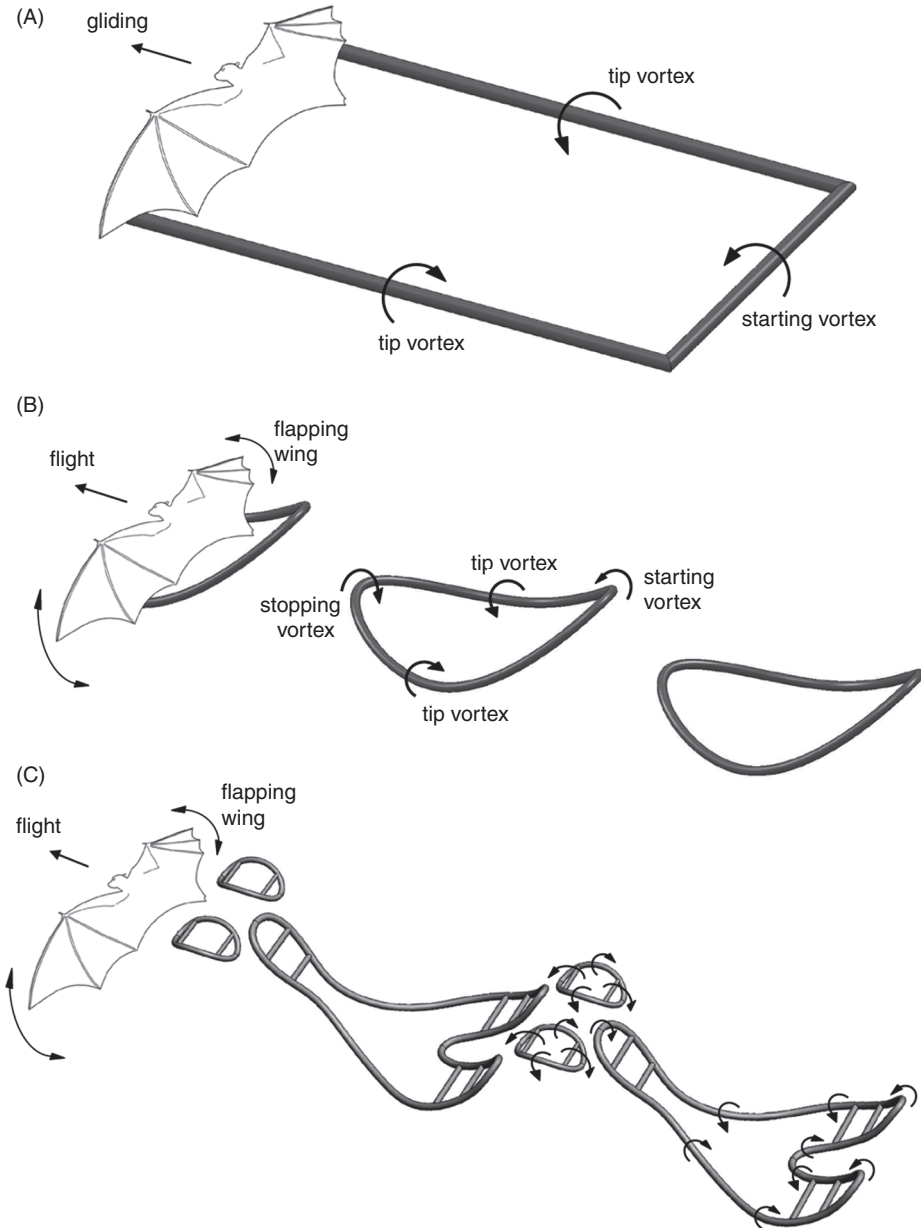 (A)
gliding
tip vortex
tip vortex
starting vortex
(B)
flapping
wing
flight
tip vortex
starting
vortex
stopping
vortex
tip vortex
(C)
flapping
wing
flight